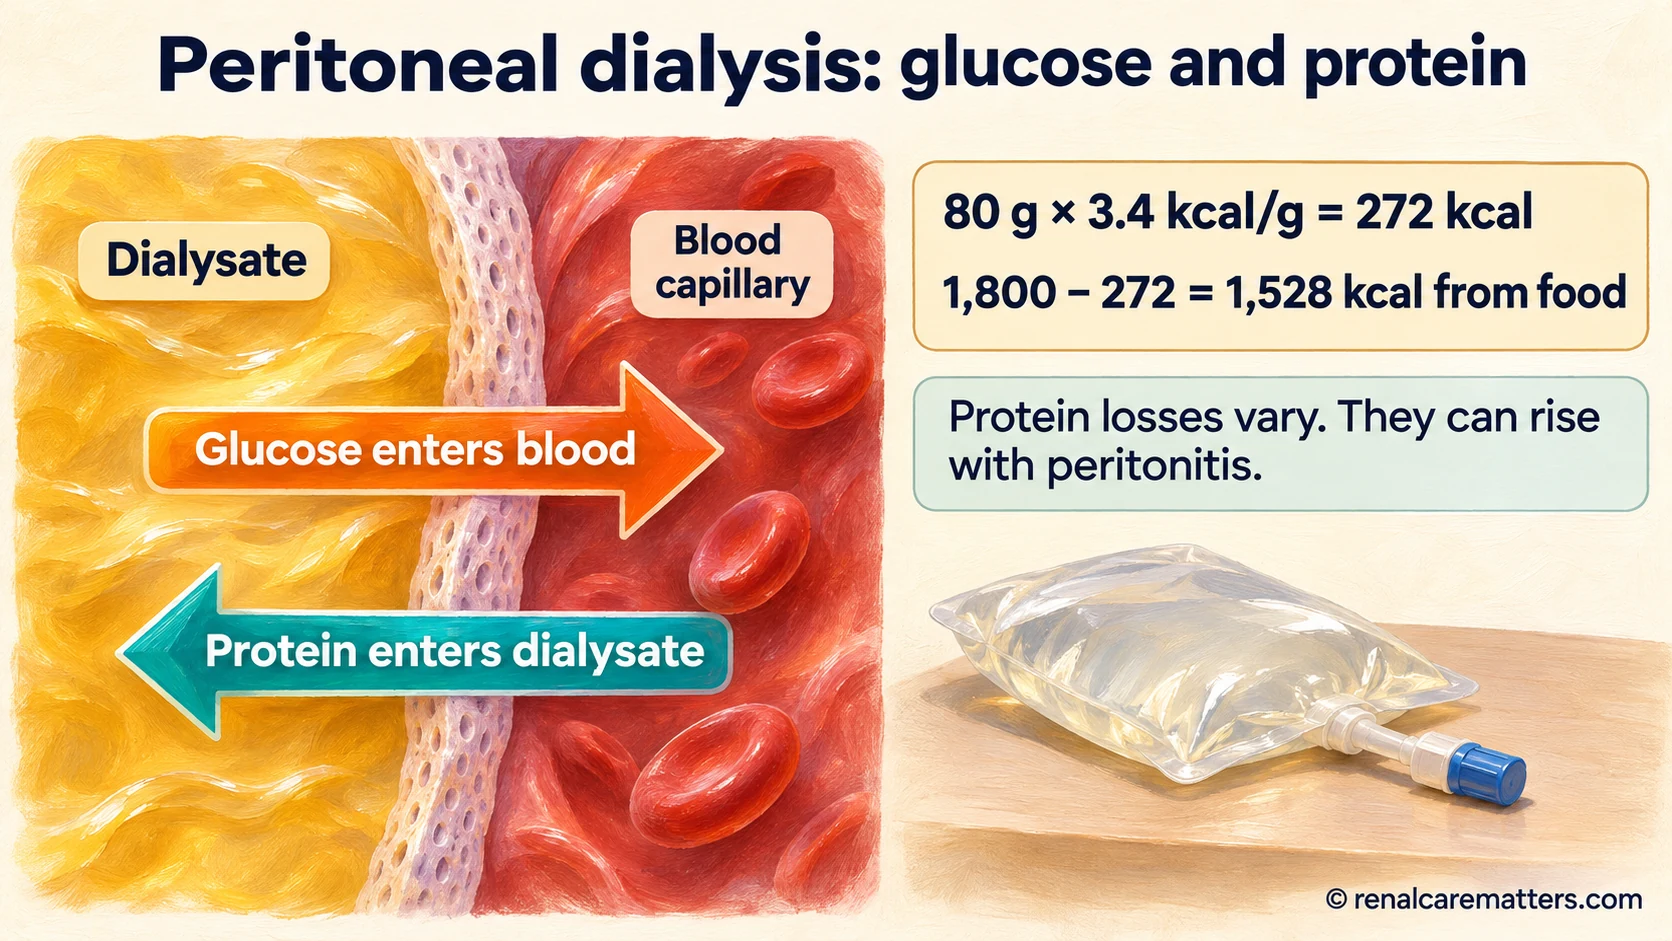 Peritoneal dialysis: glucose and protein
Dialysate
Blood
capillary
Glucose enters blood
Protein enters dialysate
80 g × 3.4 kcal/g = 272 kcal
1,800 − 272 = 1,528 kcal from food
Protein losses vary. They can rise
with peritonitis.
© renalcarematters.com